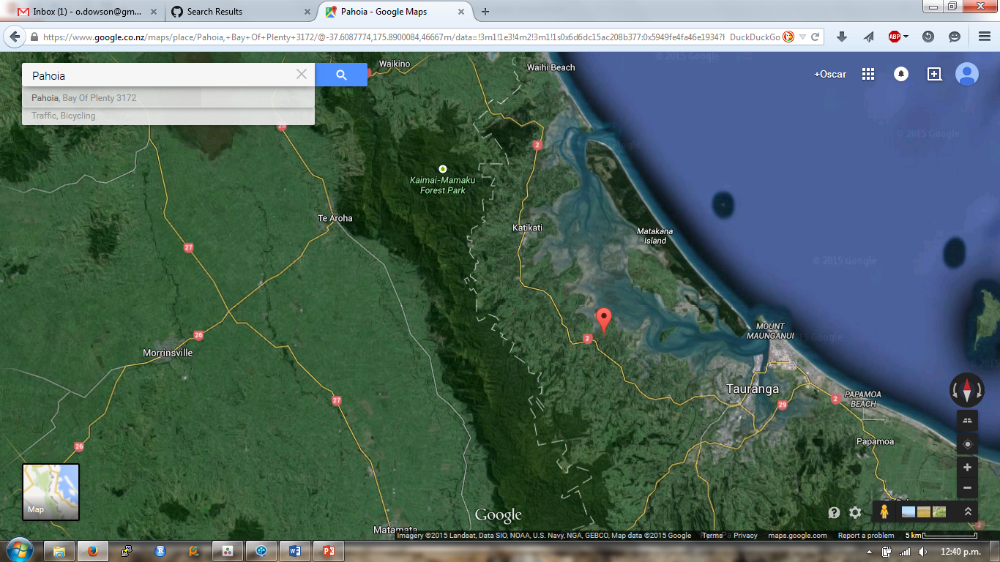 Inbox (1) - o.dowson@gm...
Search Results
Pahoia - Google Maps
https://www.google.co.nz/maps/place/Pahoia,+Bay+Of+Plenty+3172/@-37.6087774,175.8900084,46667m/data=!3m1!1e3!4m2!3m1!1s0x6d6dc15ac208b377:0x5949fe4fa46e1934?h
DuckDuckGo
ABP
Pahoia
Pahoia, Bay Of Plenty 3172
Traffic, Bicycling
+Oscar
© 2015 Google
Waikino
Waihi Beach
26
2
© 2015 Google
Kaimai-Mamaku
Forest Park
Te Aroha
Katikati
Matakana
Island
27
© 2015 Google
MOUNT
MAUNGANUI
2015 Google
26
2
Morrinsville
Tauranga
PAPAMOA
BEACH
27
29
2
26
Papamoa
Map
Google
Matamata
2
Imagery ©2015 Landsat, Data SIO, NOAA, U.S. Navy, NGA, GEBCO, Map data ©2015 Google
Terms
Privacy
maps.google.com
Report a problem
5 km
12:40 p.m.